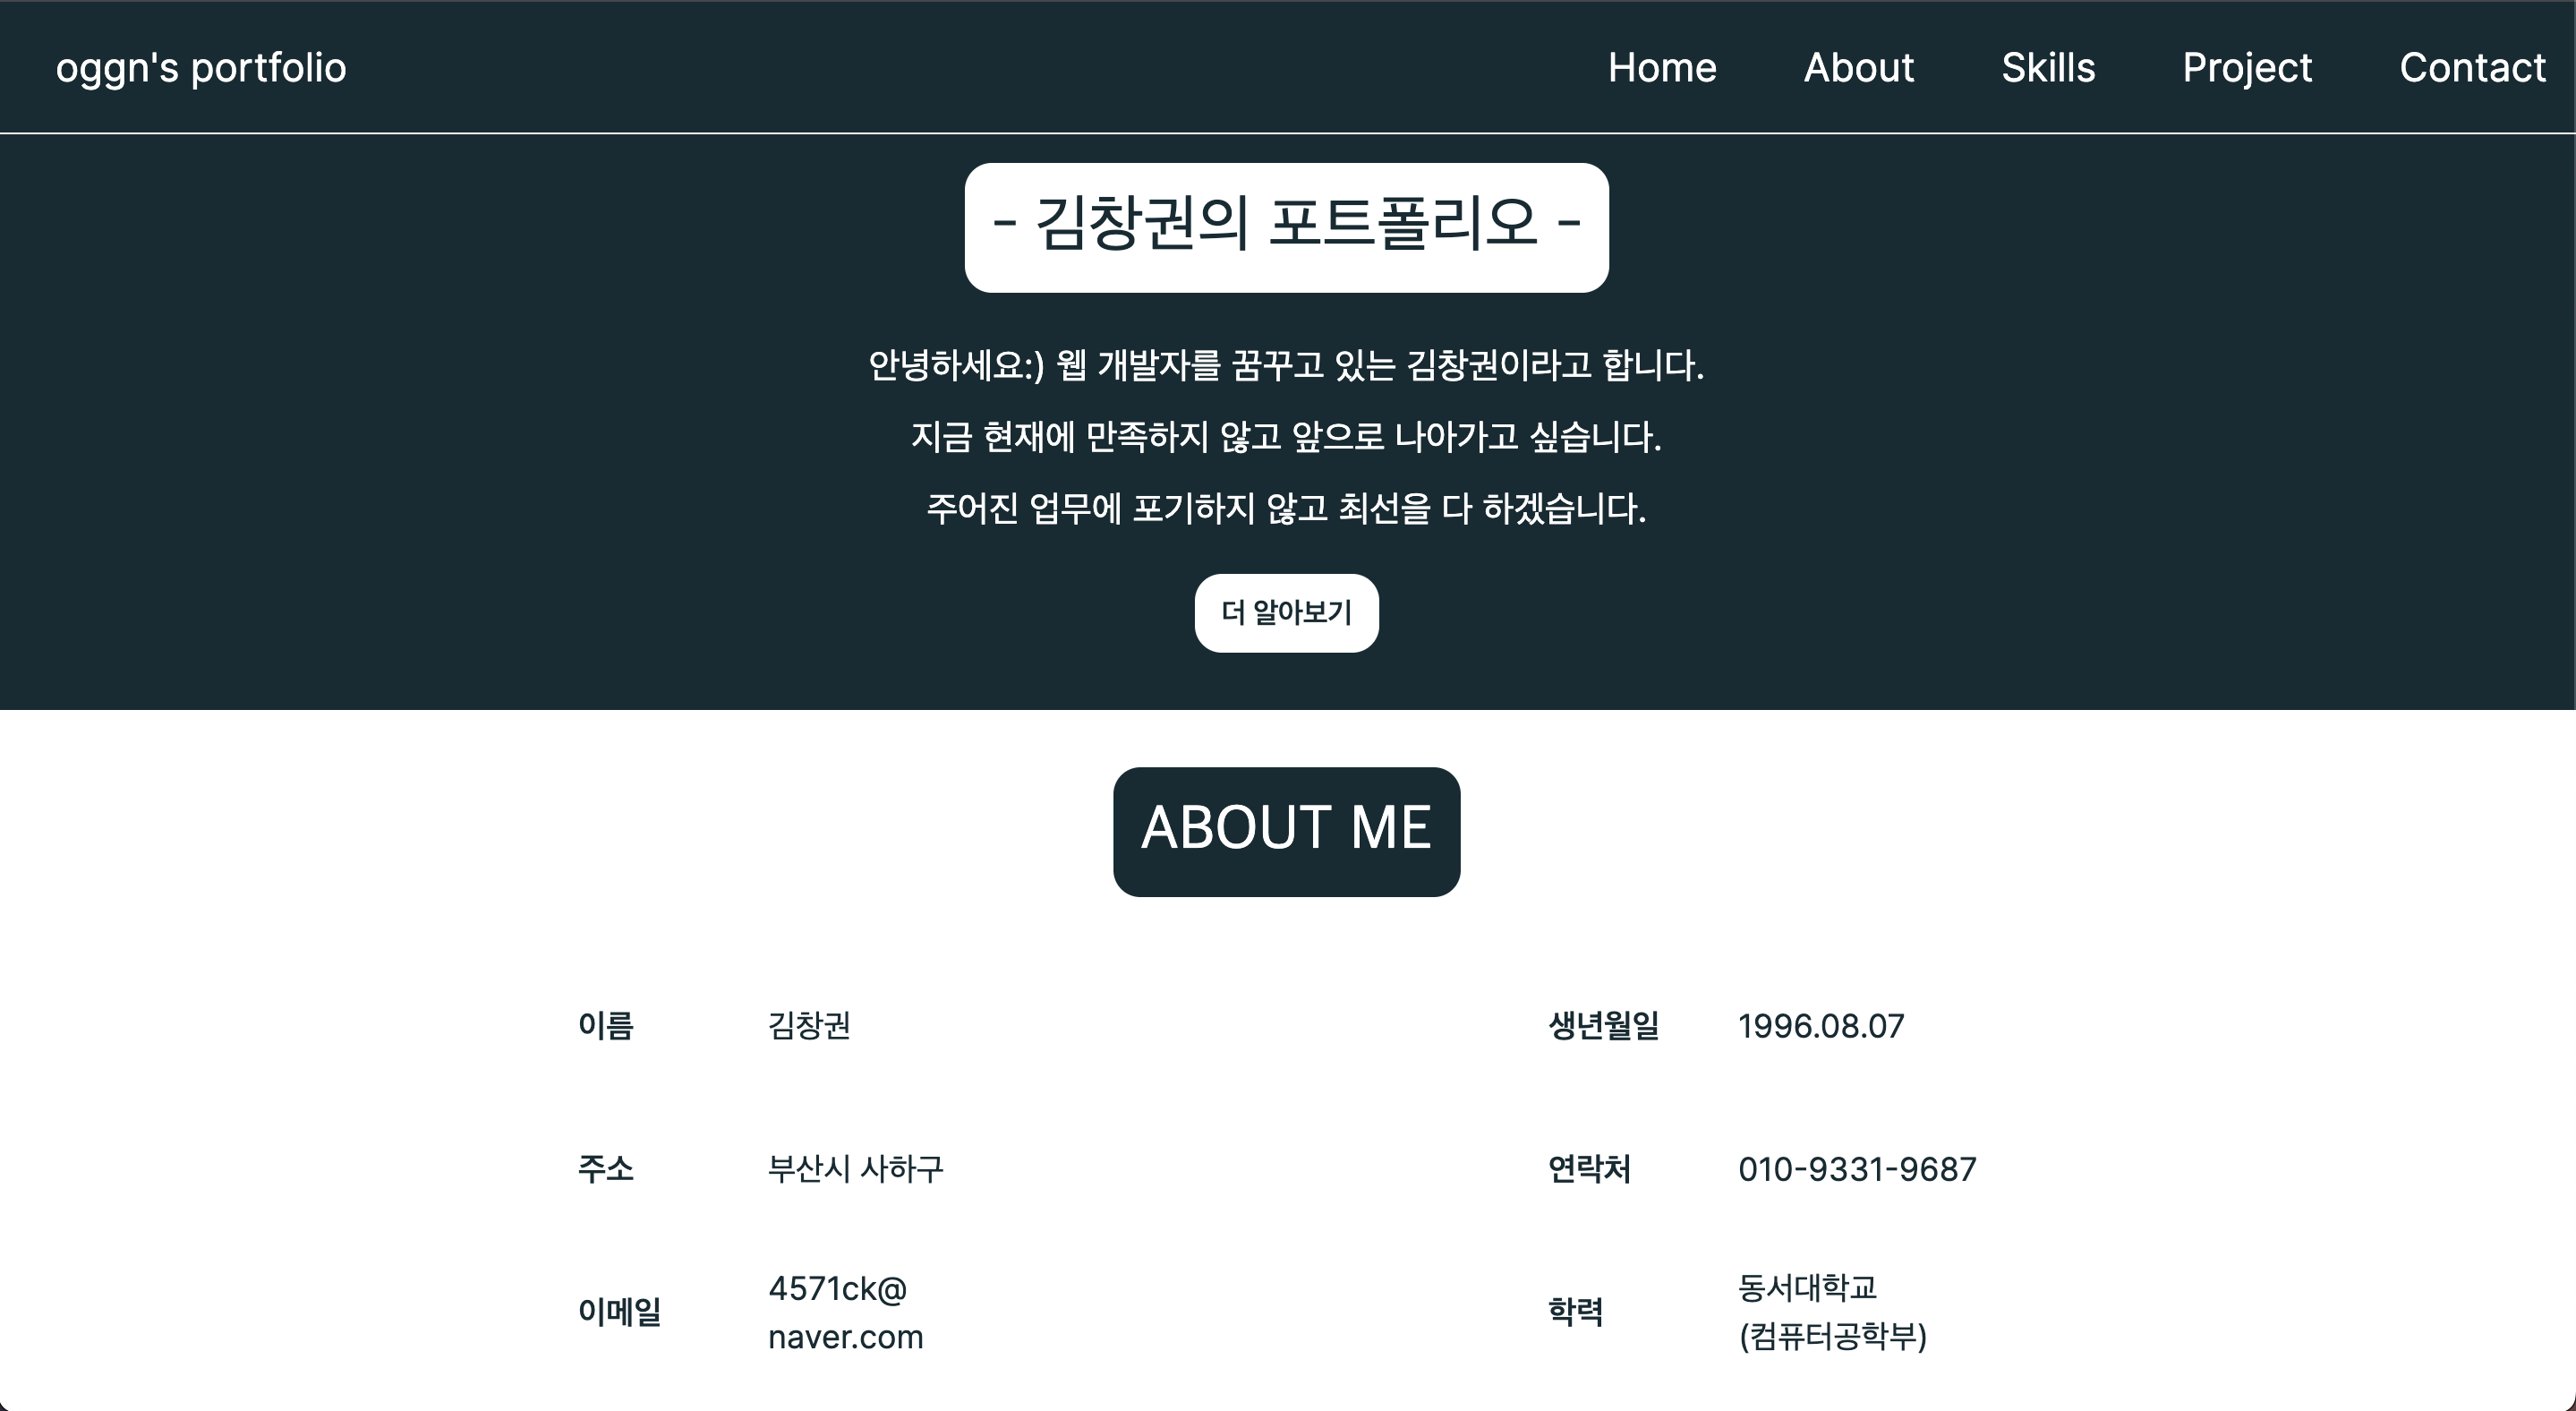 oggn's portfolio
Home About Skills Project Contact
- 김창권의 포트폴리오 -
안녕하세요:) 웹 개발자를 꿈꾸고 있는 김창권이라고 합니다.
지금 현재에 만족하지 않고 앞으로 나아가고 싶습니다.
주어진 업무에 포기하지 않고 최선을 다 하겠습니다.
더 알아보기
ABOUT ME
이름 김창권 생년월일 1996.08.07
주소 부산시 사하구 연락처 010-9331-9687
이메일 4571ck@
naver.com
학력 동서대학교
(컴퓨터공학부)